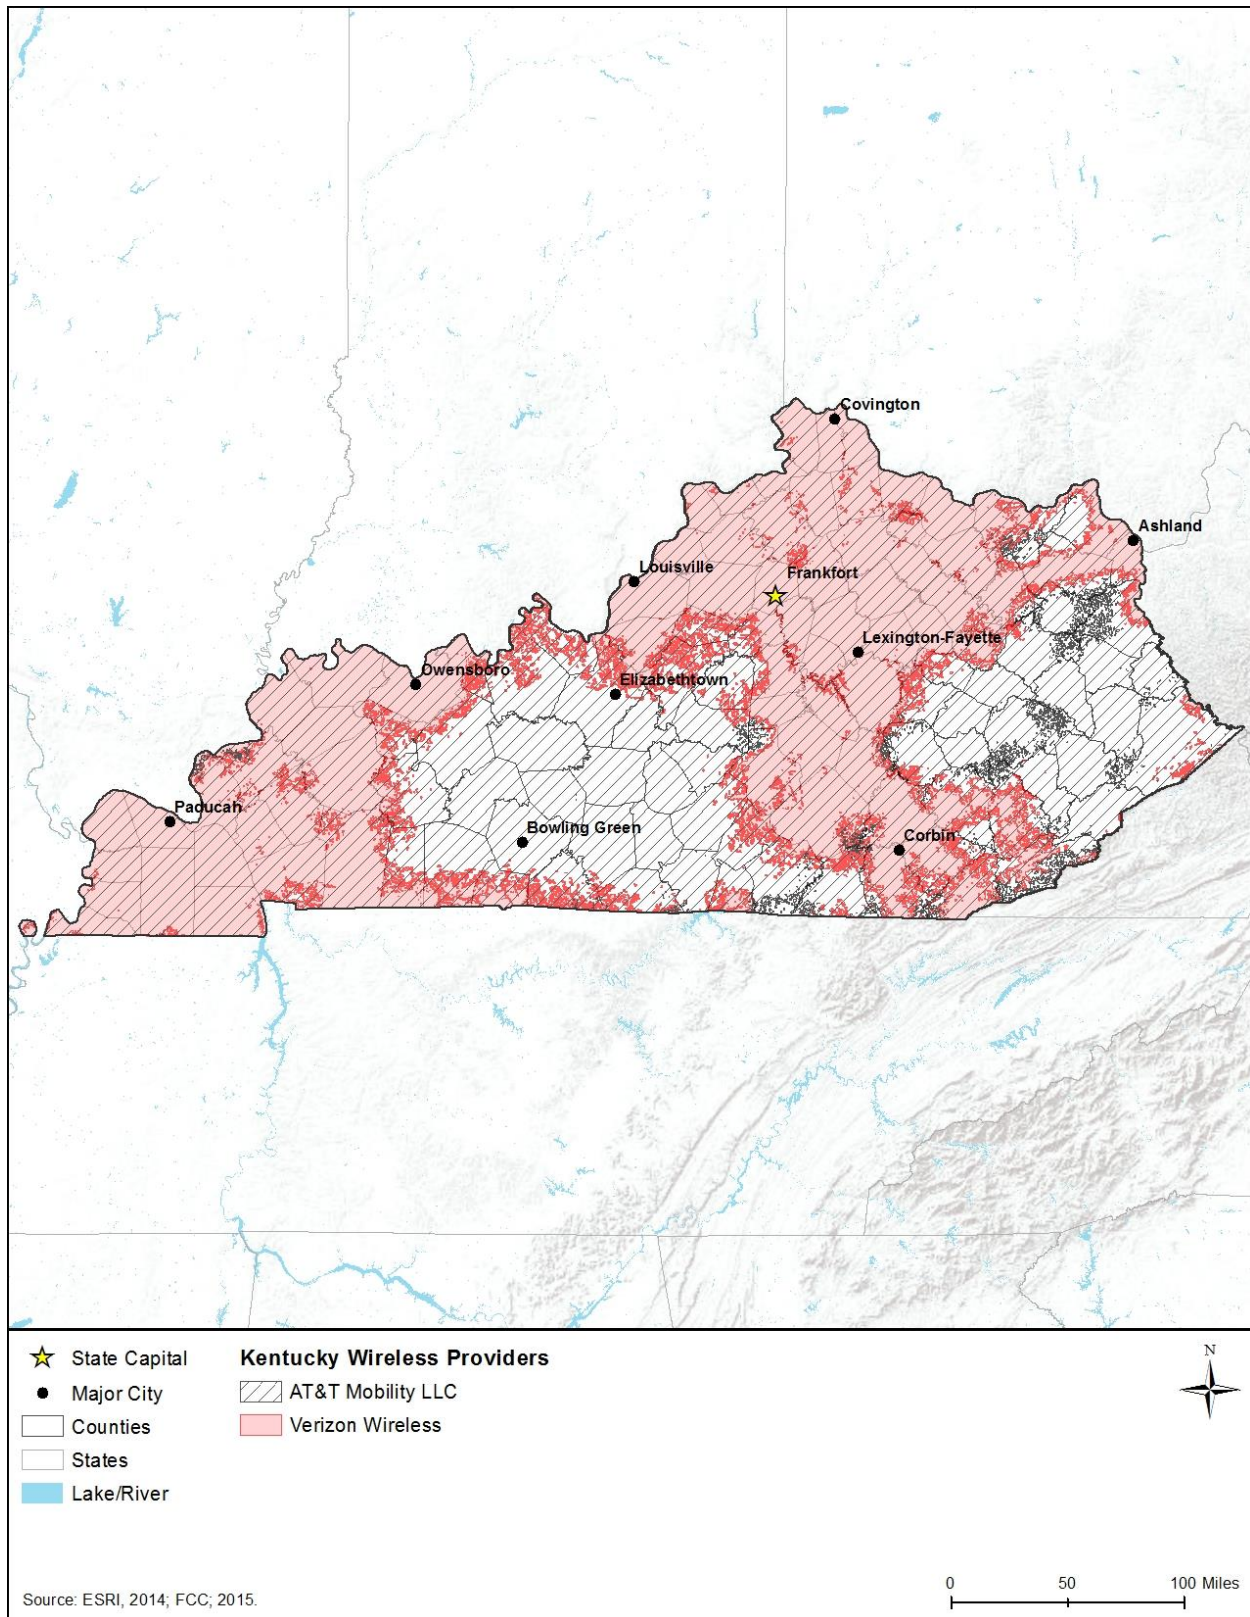 Covington
Ashland
Louisville
Frankfort
Lexington-Fayette
Owensboro
Elizabethtown
Paducah
Bowling Green
Corbin
State Capital
Kentucky Wireless Providers
N
Major City
AT&T Mobility LLC
Counties
Verizon Wireless
States
Lake/River
0 50 100 Miles
Source: ESRI, 2014; FCC; 2015.